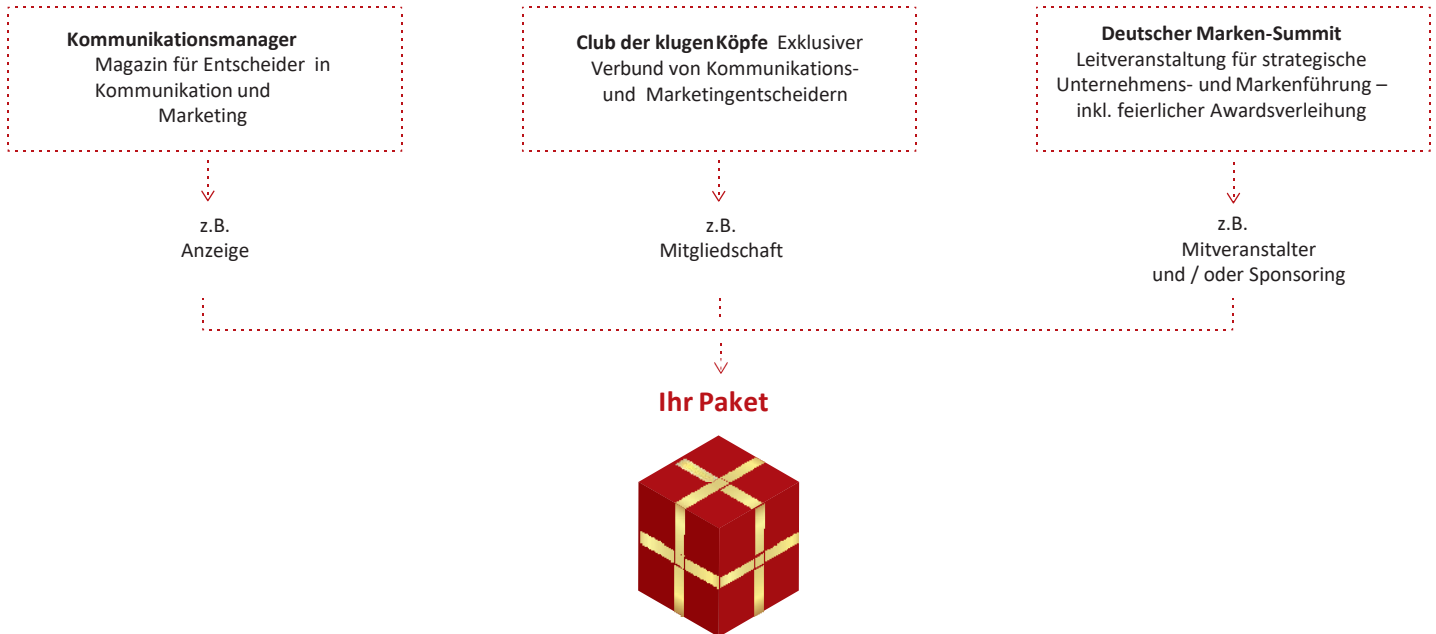 Kommunikationsmanager
Magazin für Entscheider in
Kommunikation und
Marketing
z.B.
Anzeige
Club der klugen Köpfe Exklusiver
Verbund von Kommunikations-
und Marketingentscheidern
z.B.
Mitgliedschaft
Deutscher Marken-Summit
Leitveranstaltung für strategische
Unternehmens- und Markenführung –
inkl. feierlicher Awardsverleihung
z.B.
Mitveranstalter
und / oder Sponsoring
Ihr Paket